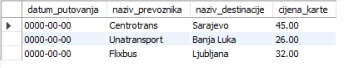 datum_putovanja naziv_prevoznika naziv_destinacije cijena_karte
0000-00-00 Centrotrans Sarajevo 45.00
0000-00-00 Unatransport Banja Luka 26.00
0000-00-00 Flixbus Ljubljana 32.00